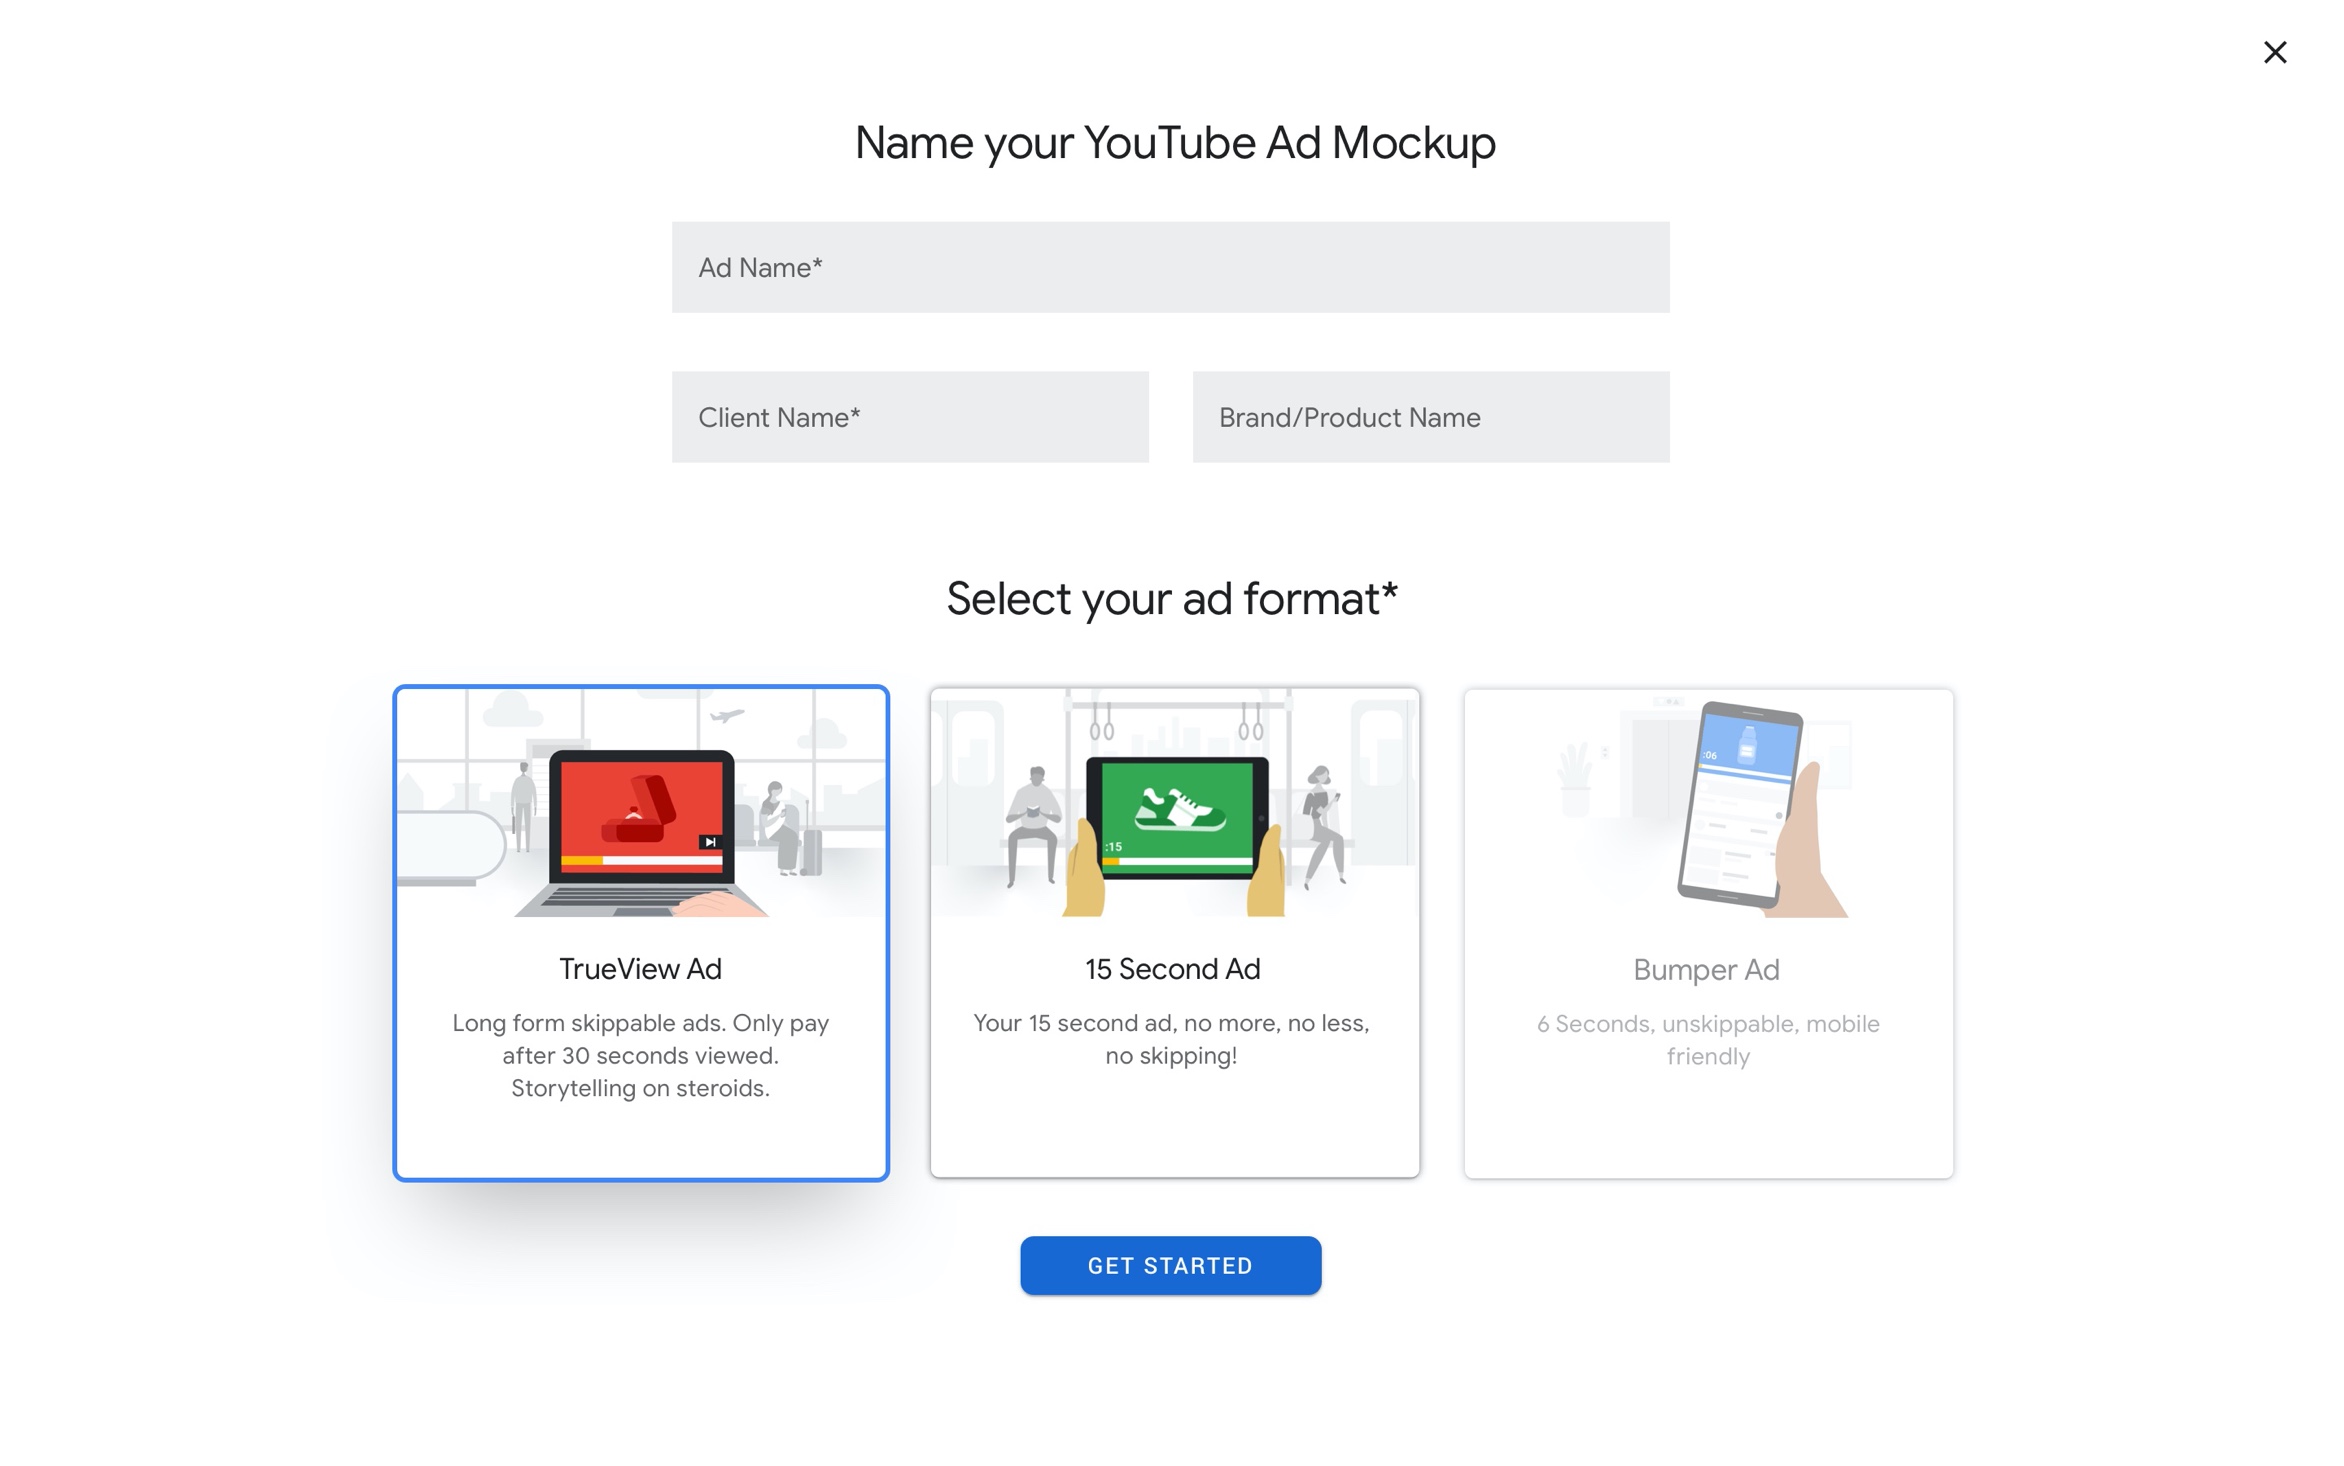 Name your YouTube Ad Mockup
Ad Name*
Client Name*
Brand/Product Name
Select your ad format*
:15
:06
TrueView Ad
Long form skippable ads. Only pay
after 30 seconds viewed.
Storytelling on steroids.
15 Second Ad
Your 15 second ad, no more, no less,
no skipping!
Bumper Ad
6 Seconds, unskippable, mobile
friendly
GET STARTED